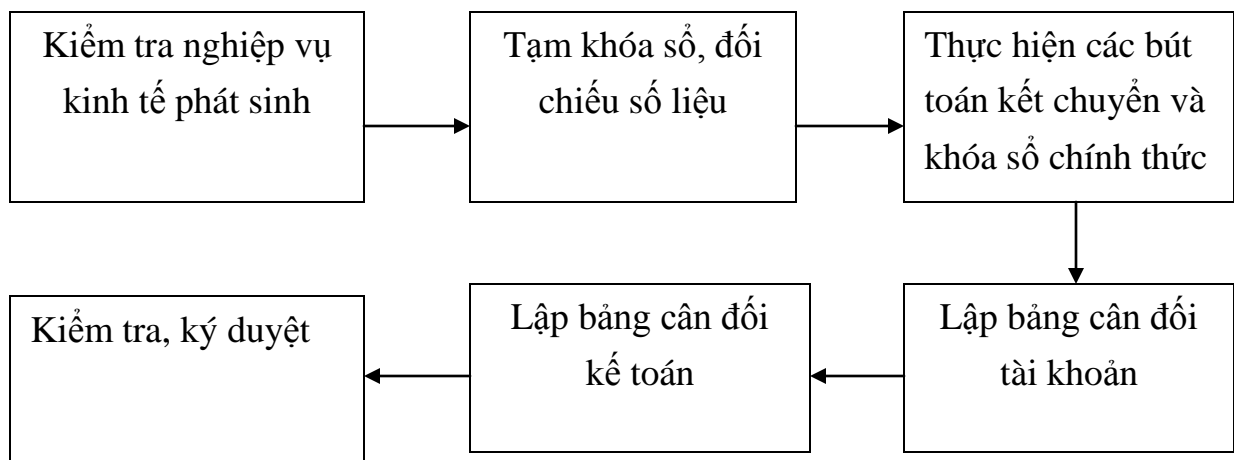 Kiểm tra nghiệp vụ
kinh tế phát sinh
Tạm khóa sổ, đối
chiếu số liệu
Thực hiện các bút
toán kết chuyển và
khóa sổ chính thức
Lập bảng cân đối
tài khoản
Lập bảng cân đối
kế toán
Kiểm tra, ký duyệt